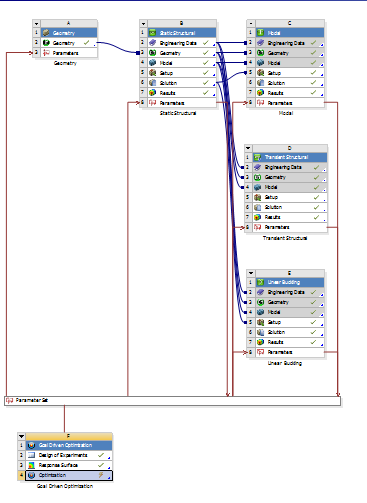 A
1 Geometry
2 Geometry
3 Parameters
Geometry
B
1 Static Structural
2 Engineering Data
3 Geometry
4 Model
5 Setup
6 Solution
7 Results
8 Parameters
Static Structural
C
1 Modal
2 Engineering Data
3 Geometry
4 Model
5 Setup
6 Solution
7 Results
8 Parameters
Modal
D
1 Transient Structural
2 Engineering Data
3 Geometry
4 Model
5 Setup
6 Solution
7 Results
8 Parameters
Transient Structural
E
1 Linear Buckling
2 Engineering Data
3 Geometry
4 Model
5 Setup
6 Solution
7 Results
8 Parameters
Linear Buckling
Parameter Set
F
1 Goal Driven Optimization
2 Design of Experiments
3 Response Surface
4 Optimization
Goal Driven Optimization